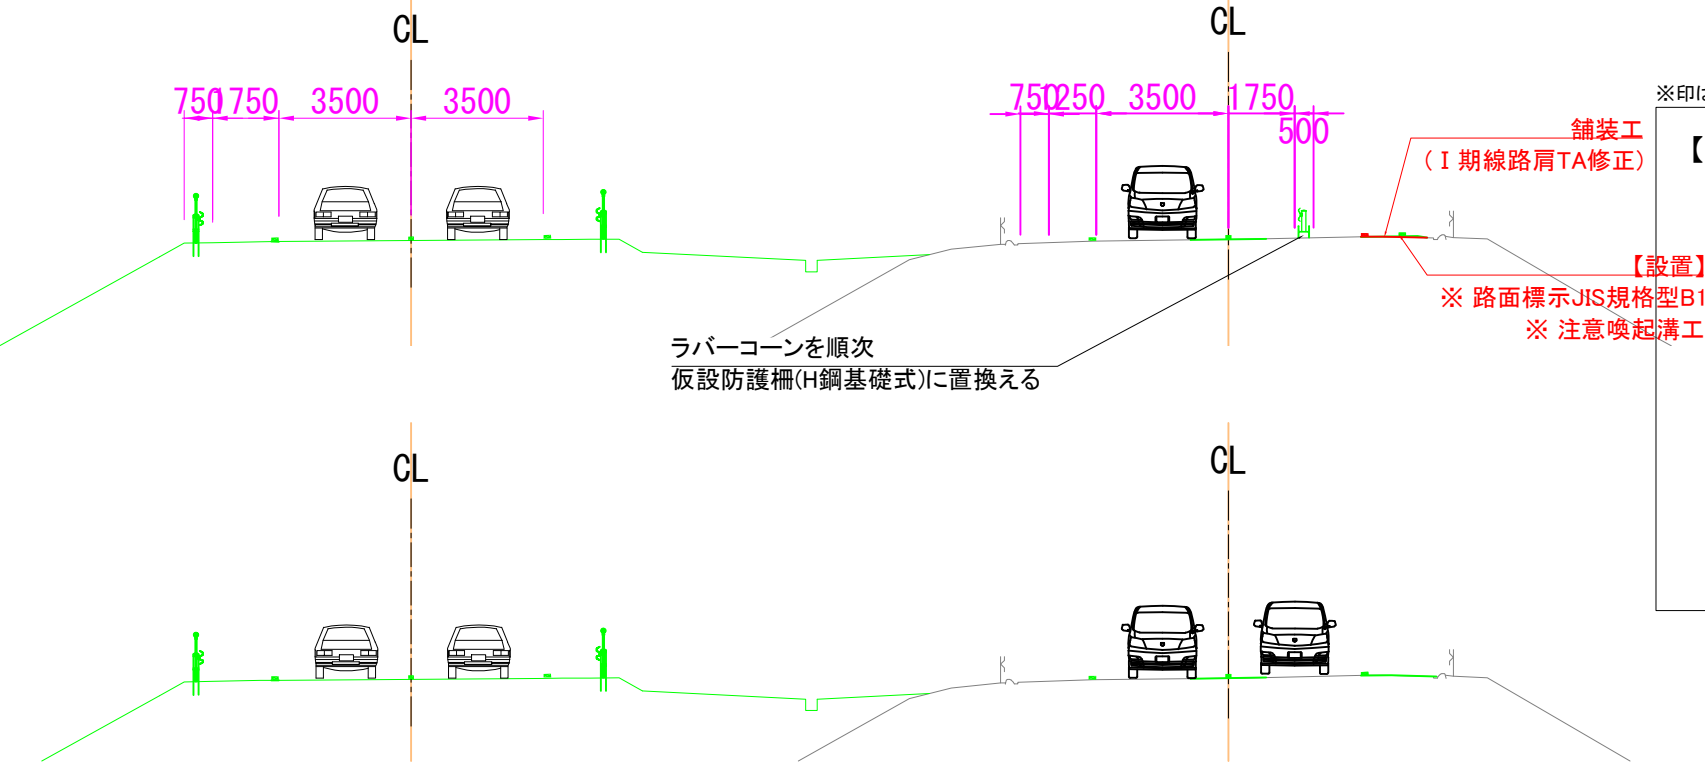 CL
CL
750 1750 3500 3500
750 1250 3500 1750
500
※印は
【
舗装工
(Ⅰ期線路肩TA修正)
【設置】
※ 路面標示JIS規格型B1
※ 注意喚起溝工
ラバーコーンを順次
仮設防護柵(H鋼基礎式)に置換える
CL
CL